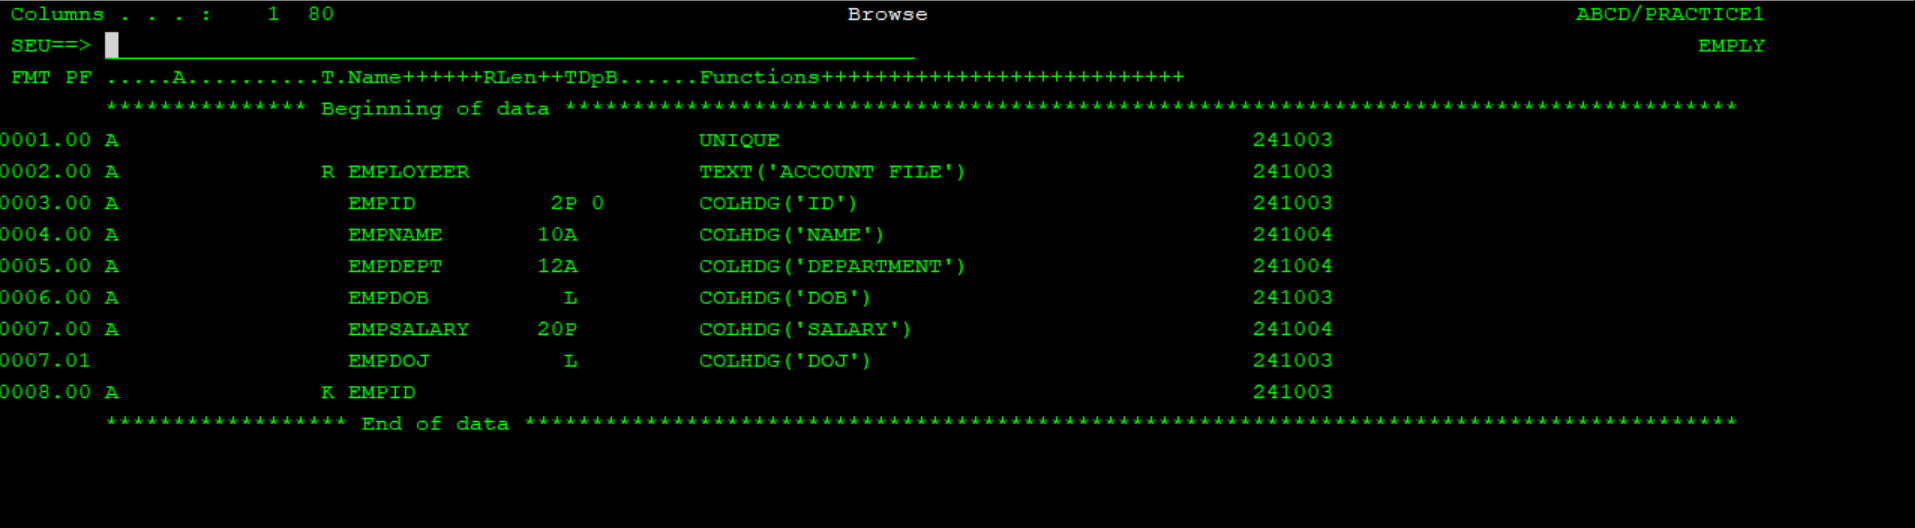 Columns . . . :    1  80                    Browse                    ABCD/PRACTICE1
SEU==>                    EMPLY
FMT PF .....A..........T.Name++++++RLen++TDpB......Functions+++++++++++++++++++++++++++
*************** Beginning of data ***************************************************************************************
0001.00 A                                            UNIQUE                                   241003
0002.00 A               R EMPLOYEER                 TEXT('ACCOUNT FILE')                     241003
0003.00 A                 EMPID          2P 0       COLHDG('ID')                             241003
0004.00 A                 EMPNAME       10A         COLHDG('NAME')                           241004
0005.00 A                 EMPDEPT       12A         COLHDG('DEPARTMENT')                     241004
0006.00 A                 EMPDOB          L         COLHDG('DOB')                            241003
0007.00 A                 EMPSALARY     20P         COLHDG('SALARY')                         241004
0007.01                   EMPDOJ          L         COLHDG('DOJ')                            241003
0008.00 A               K EMPID                                                              241003
****************** End of data ******************************************************************************************